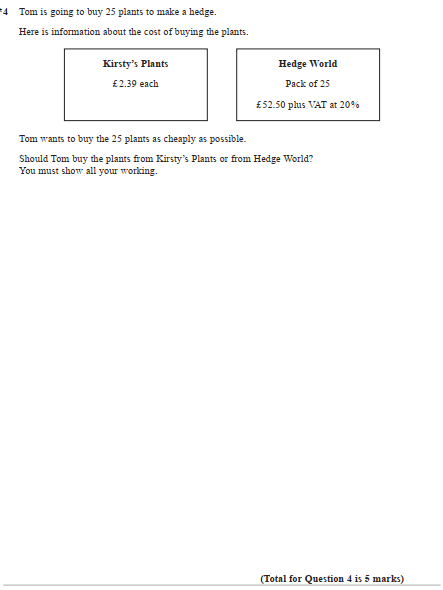 *4 Tom is going to buy 25 plants to make a hedge.
Here is information about the cost of buying the plants.
Kirsty's Plants
£2.39 each
Hedge World
Pack of 25
£52.50 plus VAT at 20%
Tom wants to buy the 25 plants as cheaply as possible.
Should Tom buy the plants from Kirsty's Plants or from Hedge World?
You must show all your working.
(Total for Question 4 is 5 marks)